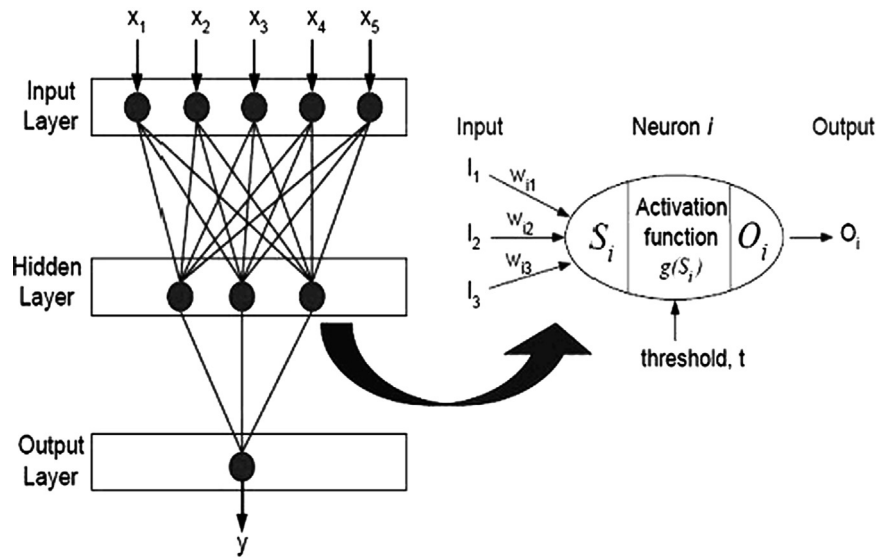 x1 x2 x3 x4 x5
Input
Layer
Hidden
Layer
Output
Layer
y
Input Neuron i Output
I1 wi1
I2 wi2
I3 wi3
Si
Activation
function
g(Si)
Oi
Oi
threshold, t